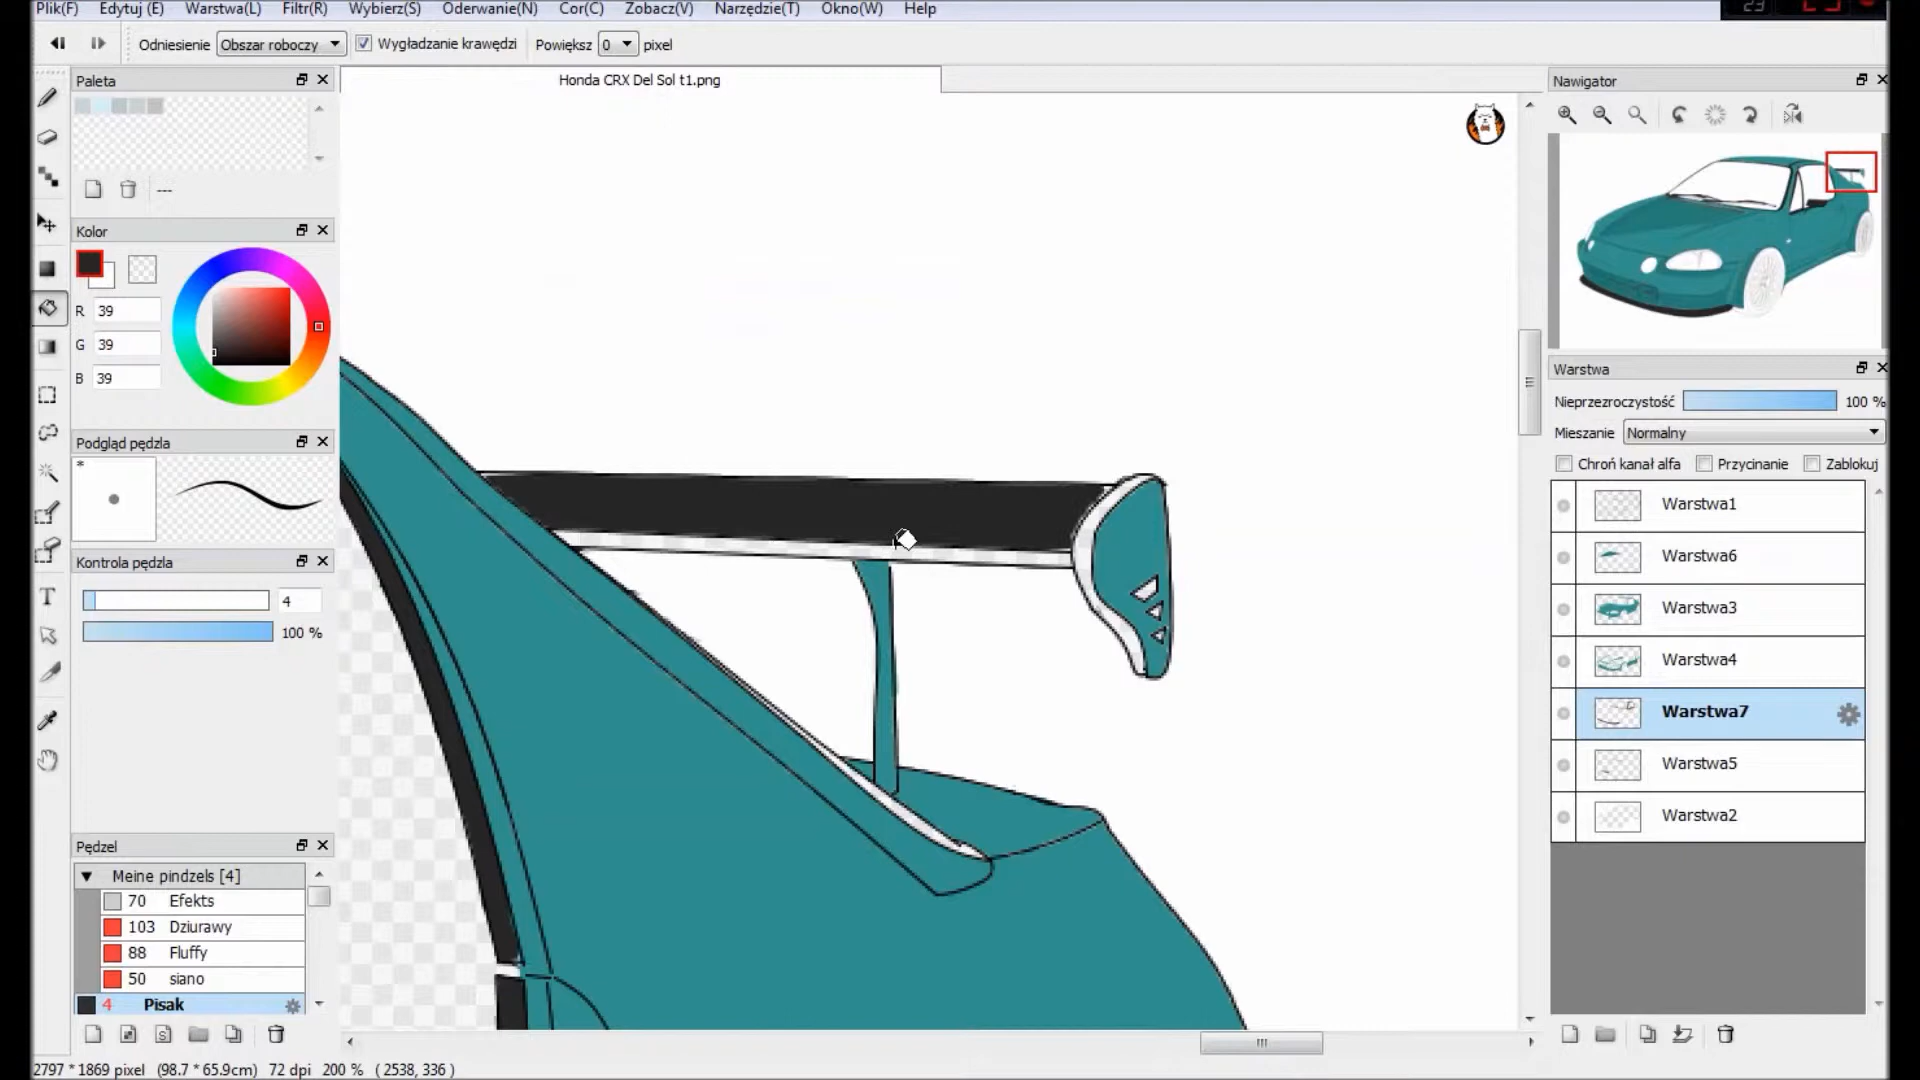 Plik(F) Edytuj (E) Warstwa(L) Filtr(R) Wybierz(S) Oderwanie(N) Cor(C) Zobacz(V) Narzędzie(T) Okno(W) Help
Odniesienie Obszar roboczy Wygładzanie krawędzi Powiększ 0 pixel
Paleta
Honda CRX Del Sol t1.png
Nawigator
---
Kolor
R 39
G 39
B 39
Warstwa
Nieprzezroczystość 100 %
Mieszanie Normalny
Chroń kanał alfa Przycinanie Zablokuj
Podgląd pędzla
*
Warstwa1
Warstwa6
Kontrola pędzla
4
100 %
Warstwa3
Warstwa4
Warstwa7
Warstwa5
Warstwa2
Pędzel
Meine pindzels [4]
70 Efekts
103 Dziurawy
88 Fluffy
50 siano
4 Pisak
2797 * 1869 pixel (98.7 * 65.9cm) 72 dpi 200 % ( 2538, 336 )